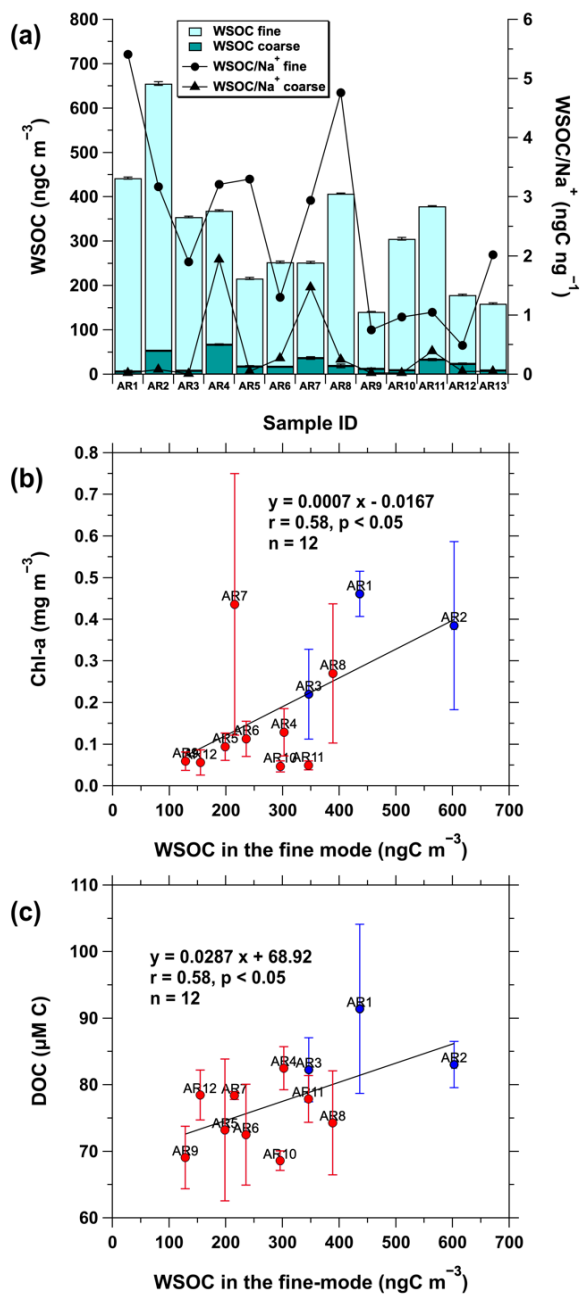 (a)
WSOC fine
WSOC coarse
WSOC/Na⁺ fine
WSOC/Na⁺ coarse
800
700
600
500
400
300
200
100
0
WSOC (ngC m⁻³)
6
5
4
3
2
1
0
WSOC/Na⁺ (ngC ng⁻¹)
AR1 AR2 AR3 AR4 AR5 AR6 AR7 AR8 AR9 AR10 AR11 AR12 AR13
Sample ID
(b)
0.8
0.7
0.6
0.5
0.4
0.3
0.2
0.1
0.0
Chl-a (mg m⁻³)
y = 0.0007 x - 0.0167
r = 0.58, p < 0.05
n = 12
AR1
AR7
AR2
AR8
AR3
AR4
AR6
AR5
AR9
AR12
AR10
AR11
0 100 200 300 400 500 600 700
WSOC in the fine mode (ngC m⁻³)
(c)
110
100
90
80
70
60
DOC (µM C)
y = 0.0287 x + 68.92
r = 0.58, p < 0.05
n = 12
AR1
AR4
AR3
AR2
AR12
AR7
AR11
AR8
AR5
AR6
AR9
AR10
0 100 200 300 400 500 600 700
WSOC in the fine-mode (ngC m⁻³)